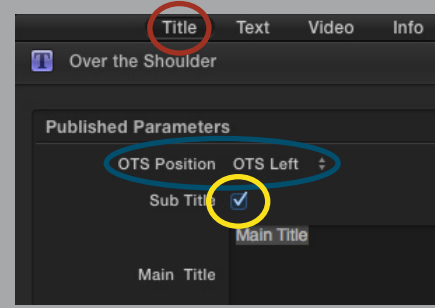 Title Text Video Info
T Over the Shoulder
Published Parameters
OTS Position OTS Left
Sub Title
Main Title
Main Title